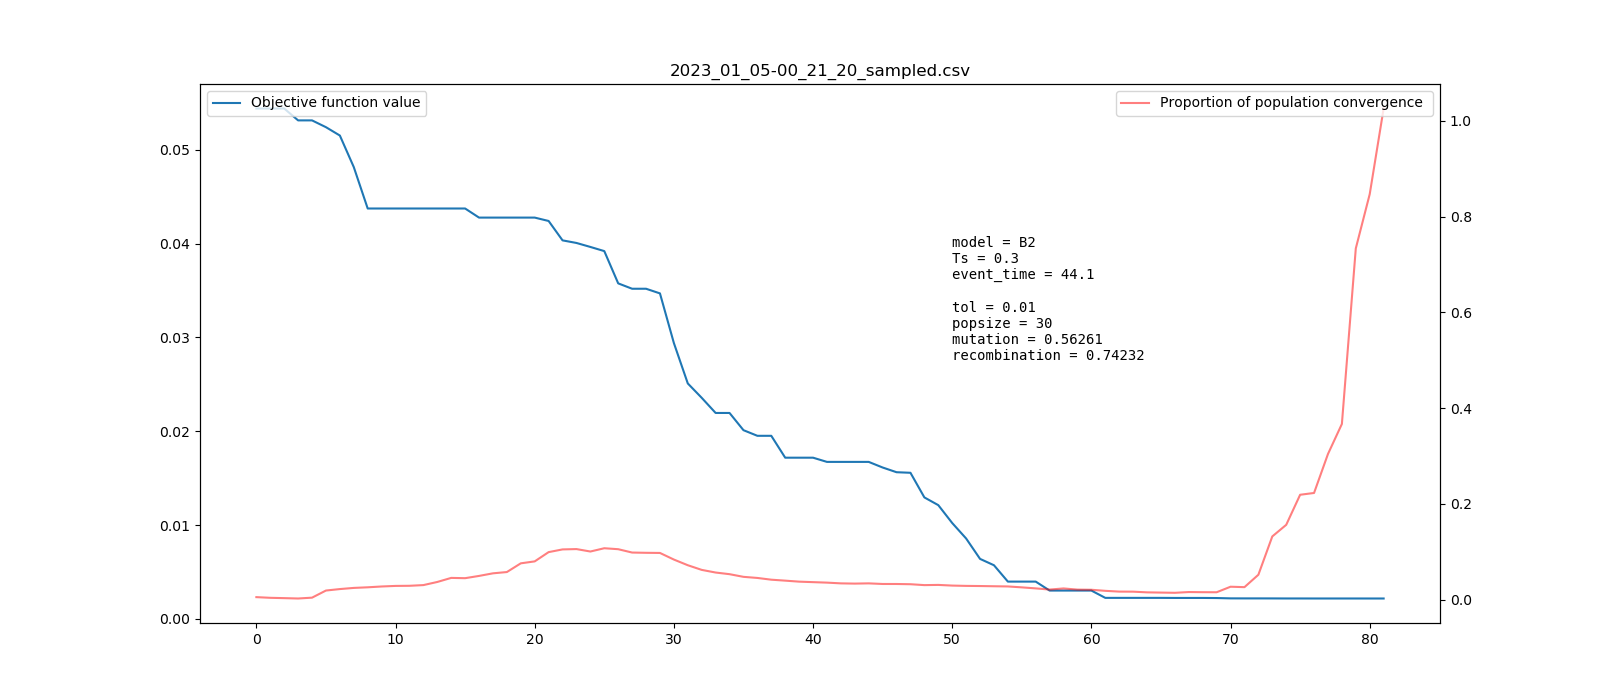 2023_01_05-00_21_20_sampled.csv
Objective function value
Proportion of population convergence
0.05
0.04
0.03
0.02
0.01
0.00
1.0
0.8
0.6
0.4
0.2
0.0
model = B2
Ts = 0.3
event_time = 44.1
tol = 0.01
popsize = 30
mutation = 0.56261
recombination = 0.74232
0 10 20 30 40 50 60 70 80